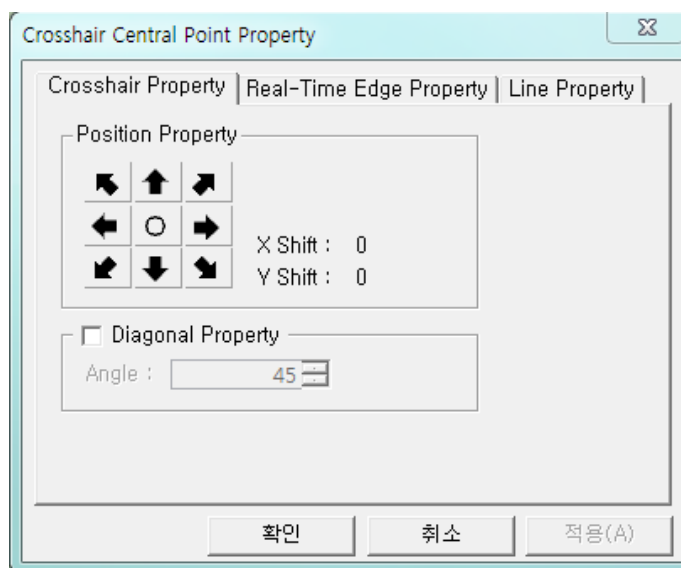 Crosshair Central Point Property
Crosshair Property Real-Time Edge Property Line Property
Position Property
X Shift : 0
Y Shift : 0
Diagonal Property
Angle : 45
확인 취소 적용(A)